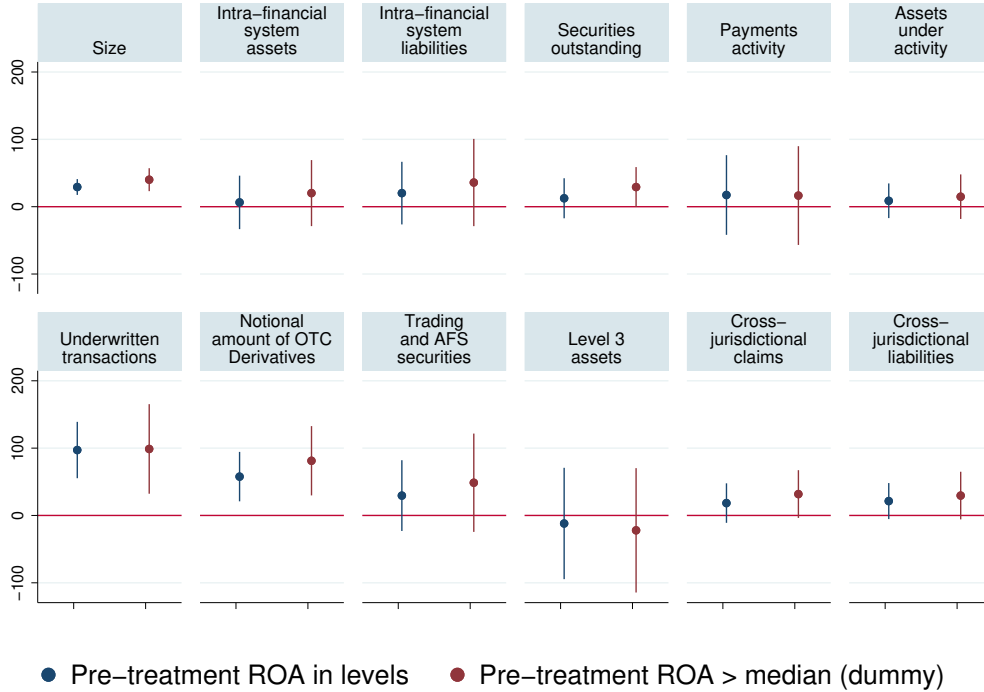 Size
Intra−financial
system
assets
Intra−financial
system
liabilities
Securities
outstanding
Payments
activity
Assets
under
activity
200
100
0
−100
Underwritten
transactions
Notional
amount of OTC
Derivatives
Trading
and AFS
securities
Level 3
assets
Cross−
jurisdictional
claims
Cross−
jurisdictional
liabilities
200
100
0
−100
Pre−treatment ROA in levels
Pre−treatment ROA > median (dummy)